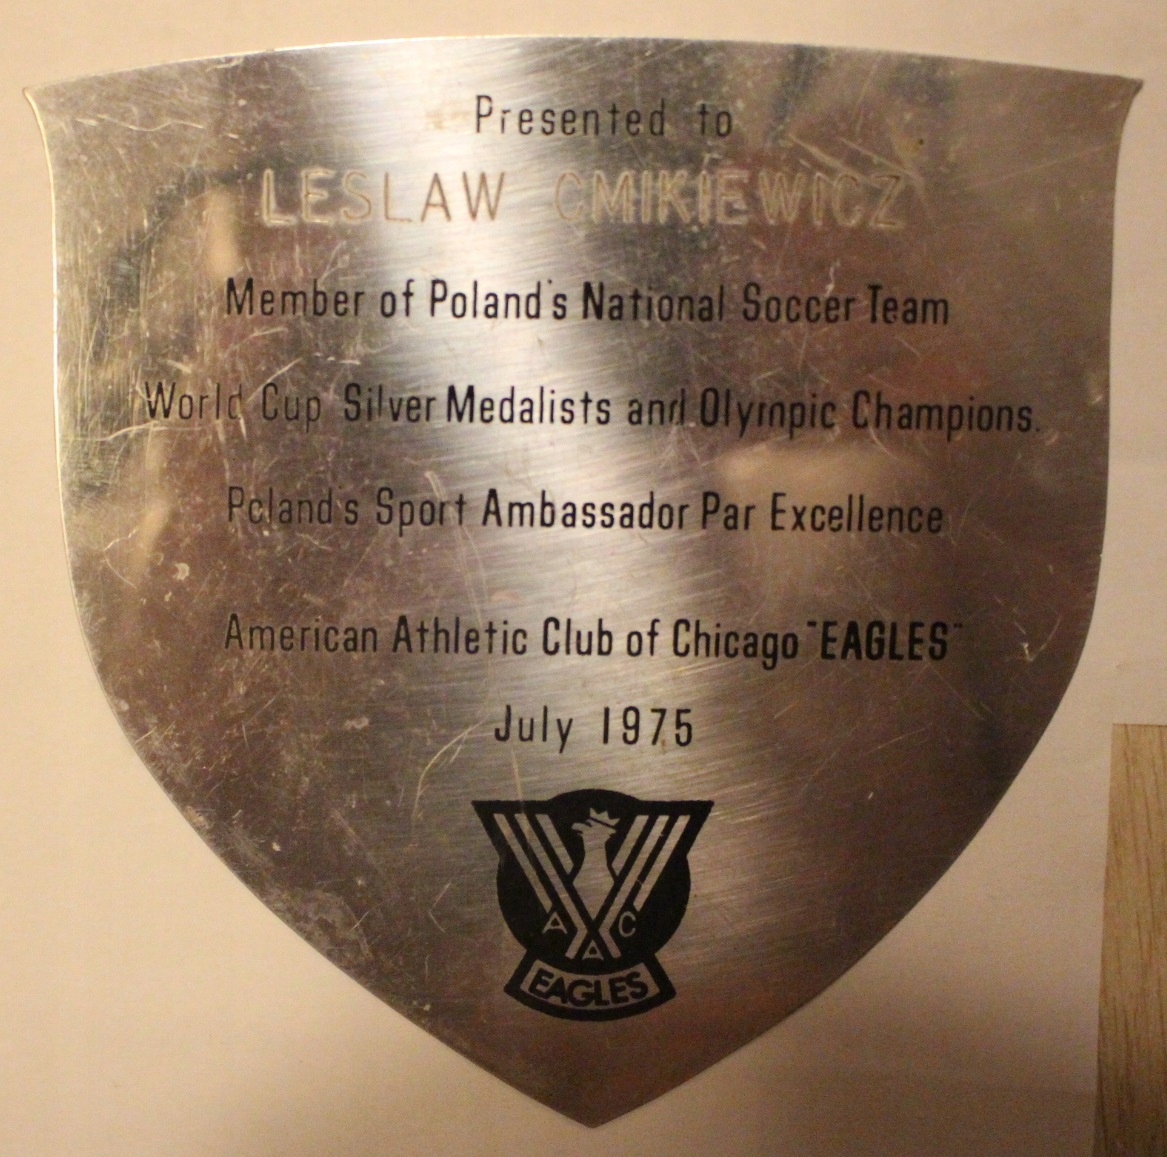 Presented to
LESLAW CMIKIEWICZ
Member of Poland's National Soccer Team
World Cup Silver Medalists and Olympic Champions.
Poland's Sport Ambassador Par Excellence
American Athletic Club of Chicago "EAGLES"
July 1975
A A C
EAGLES